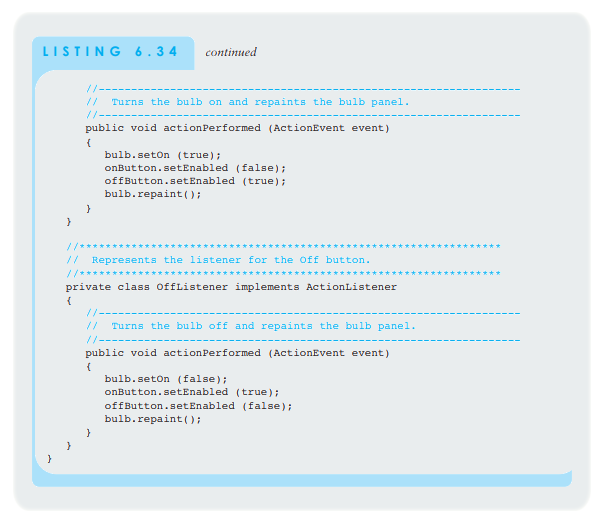 LISTING 6.34 continued
//-----------------------------------------------------------------
// Turns the bulb on and repaints the bulb panel.
//-----------------------------------------------------------------
public void actionPerformed (ActionEvent event)
{
bulb.setOn (true);
onButton.setEnabled (false);
offButton.setEnabled (true);
bulb.repaint();
}
}
//*****************************************************************
// Represents the listener for the Off button.
//*****************************************************************
private class OffListener implements ActionListener
{
//-----------------------------------------------------------------
// Turns the bulb off and repaints the bulb panel.
//-----------------------------------------------------------------
public void actionPerformed (ActionEvent event)
{
bulb.setOn (false);
onButton.setEnabled (true);
offButton.setEnabled (false);
bulb.repaint();
}
}
}